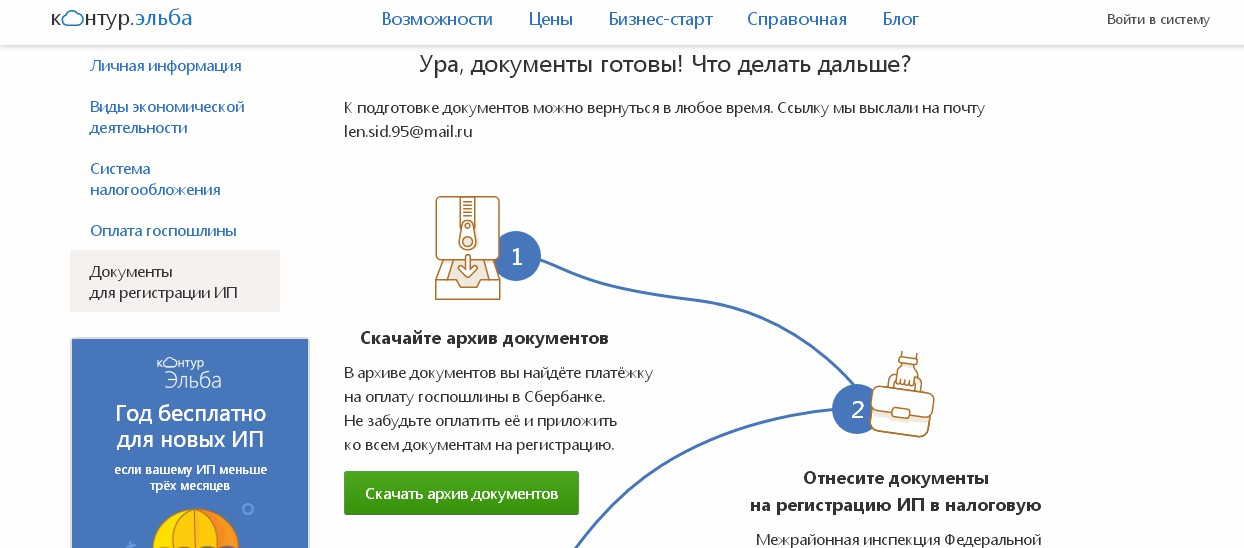 контур.эльба
Возможности
Цены
Бизнес-старт
Справочная
Блог
Войти в систему
Личная информация
Виды экономической
деятельности
Система
налогообложения
Оплата госпошлины
Документы
для регистрации ИП
контур
Эльба
Год бесплатно
для новых ИП
если вашему ИП меньше
трёх месяцев
Ура, документы готовы! Что делать дальше?
К подготовке документов можно вернуться в любое время. Ссылку мы выслали на почту
len.sid.95@mail.ru
1
Скачайте архив документов
В архиве документов вы найдёте платёжку
на оплату госпошлины в Сбербанке.
Не забудьте оплатить её и приложить
ко всем документам на регистрацию.
Скачать архив документов
2
Отнесите документы
на регистрацию ИП в налоговую
Межрайонная инспекция Федеральной